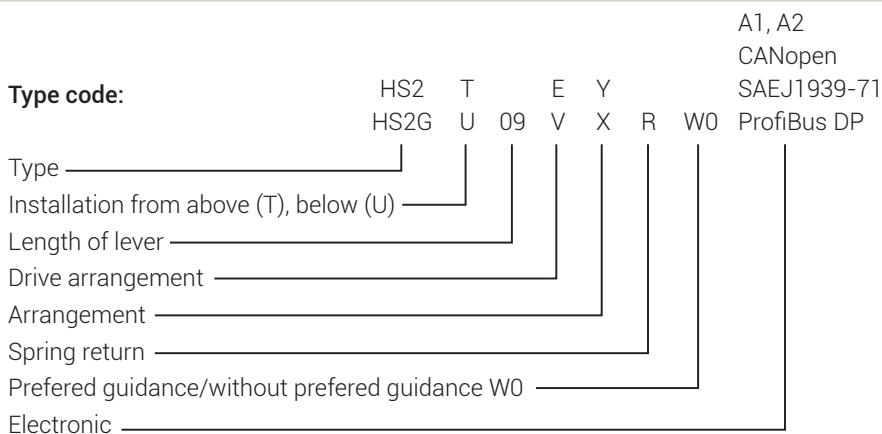 A1, A2
CANopen
Type code: HS2 T E Y SAEJ1939-71
HS2G U 09 V X R W0 ProfiBus DP
Type
Installation from above (T), below (U)
Length of lever
Drive arrangement
Arrangement
Spring return
Prefered guidance/without prefered guidance W0
Electronic